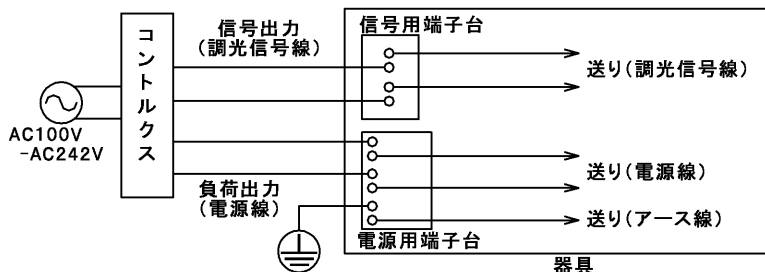 信号出力
(調光信号線)
信号用端子台
送り(調光信号線)
コントルクス
AC100V
-AC242V
送り(電源線)
負荷出力
(電源線)
送り(アース線)
電源用端子台
器具